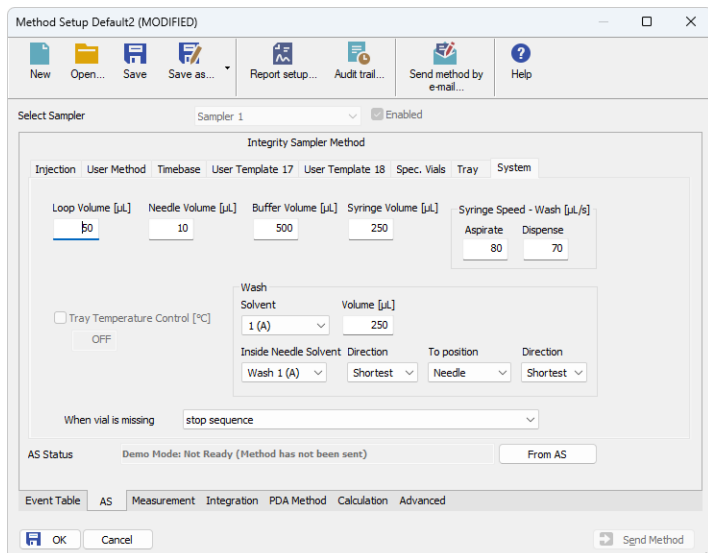 Method Setup Default2 (MODIFIED)
New Open... Save Save as... Report setup... Audit trail... Send method by e-mail... Help
Select Sampler Sampler 1 Enabled
Integrity Sampler Method
Injection User Method Timebase User Template 17 User Template 18 Spec. Vials Tray System
Loop Volume [µL] Needle Volume [µL] Buffer Volume [µL] Syringe Volume [µL] Syringe Speed - Wash [µL/s]
Aspirate Dispense
50 10 500 250 80 70
Wash
Solvent Volume [µL]
Tray Temperature Control [°C]
1 (A) 250
OFF
Inside Needle Solvent Direction To position Direction
Wash 1 (A) Shortest Needle Shortest
When vial is missing stop sequence
AS Status Demo Mode: Not Ready (Method has not been sent) From AS
Event Table AS Measurement Integration PDA Method Calculation Advanced
OK Cancel Send Method